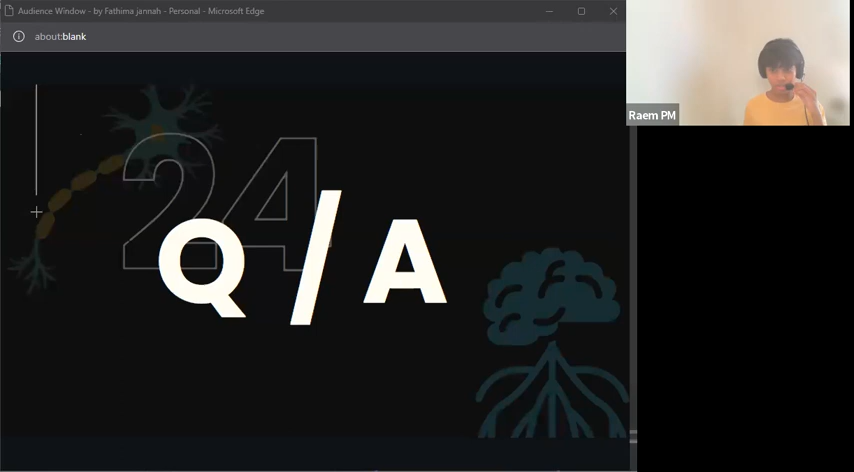 Audience Window - by Fathima jannah - Personal - Microsoft Edge
about:blank
Raem PM
24
Q/A